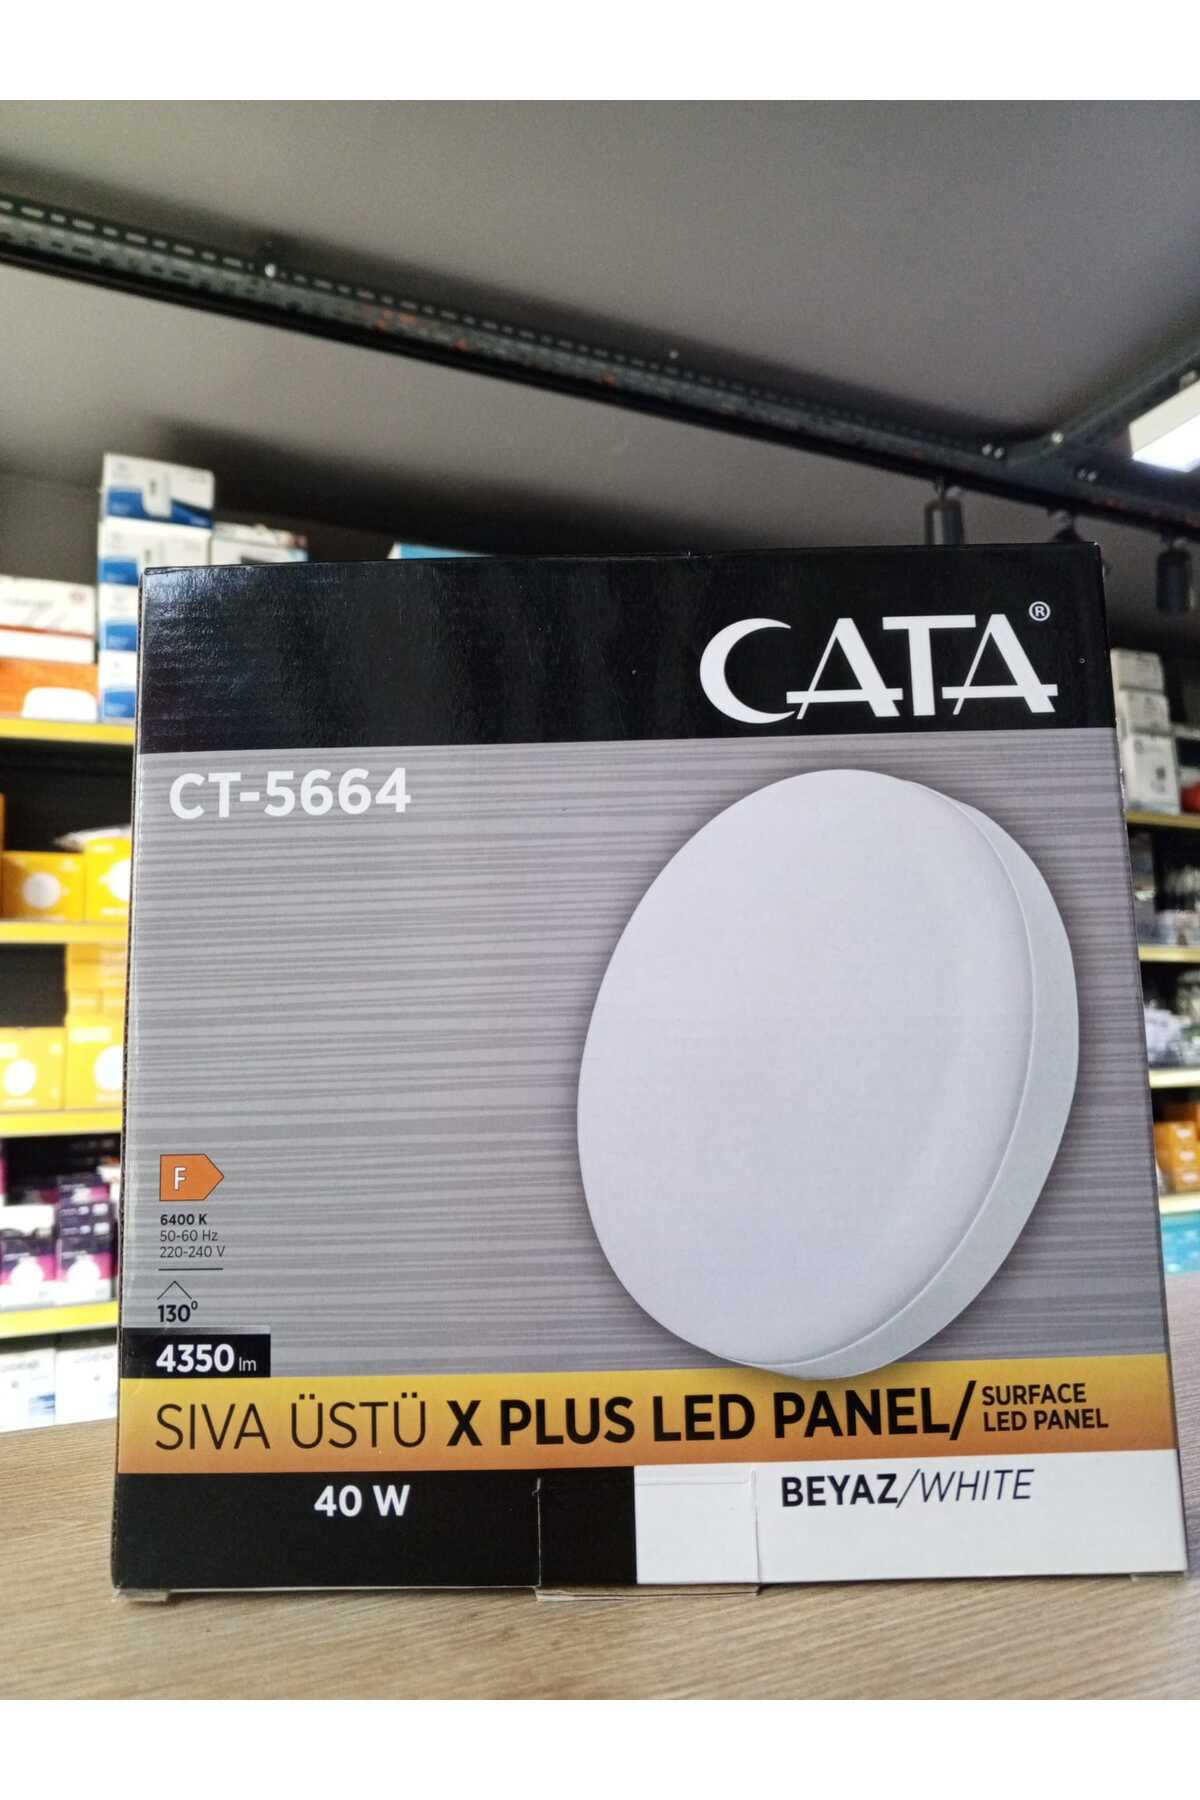 CATA®
CT-5664
F
6400 K
50-60 Hz
220-240 V
130⁰
4350 lm
SIVA ÜSTÜ X PLUS LED PANEL/SURFACE
LED PANEL
40 W
BEYAZ/WHITE